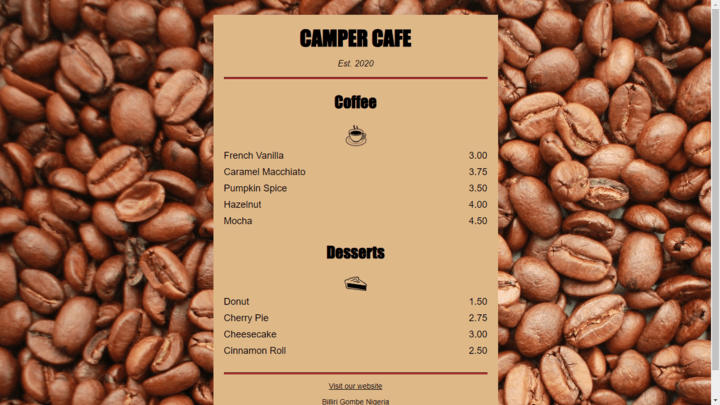 CAMPER CAFE
Est. 2020
Coffee
French Vanilla 3.00
Caramel Macchiato 3.75
Pumpkin Spice 3.50
Hazelnut 4.00
Mocha 4.50
Desserts
Donut 1.50
Cherry Pie 2.75
Cheesecake 3.00
Cinnamon Roll 2.50
Visit our website
Billiri Gombe Nigeria